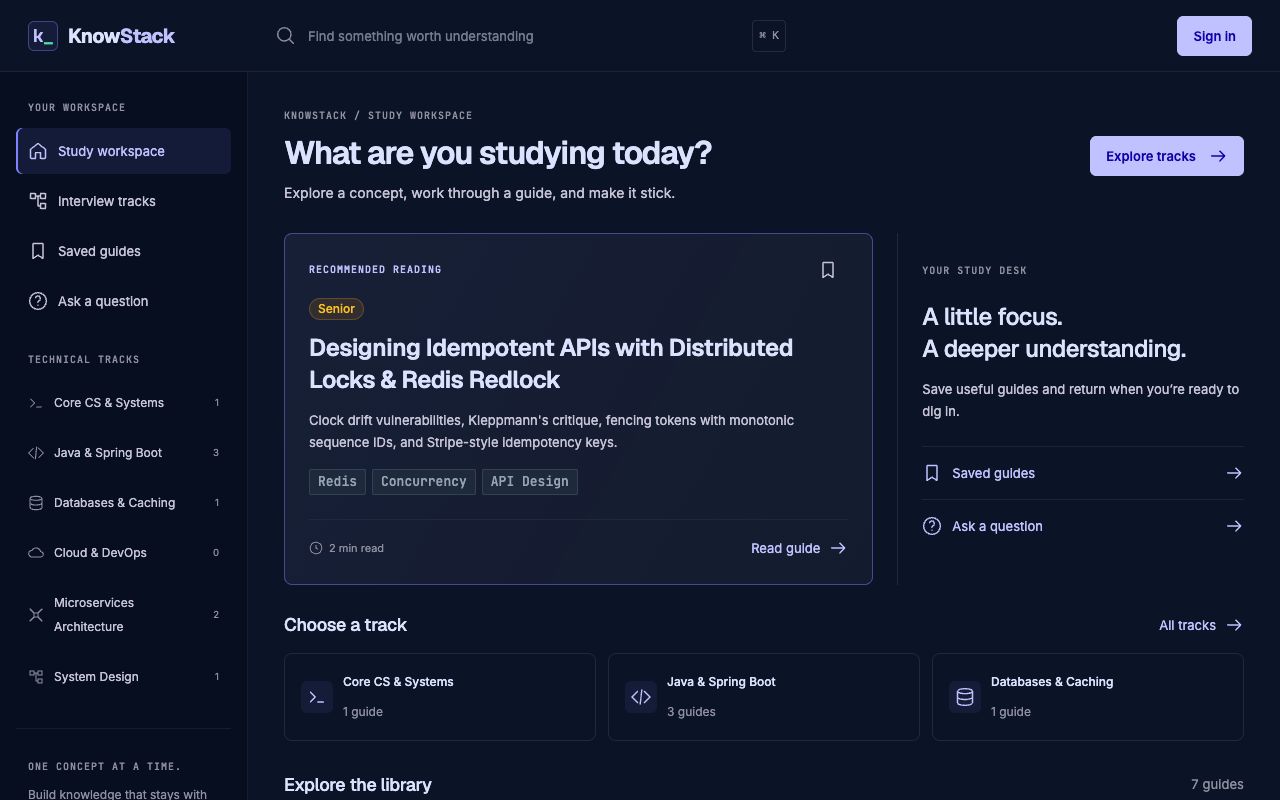 k_ KnowStack
Find something worth understanding
⌘ K
Sign in
YOUR WORKSPACE
Study workspace
Interview tracks
Saved guides
Ask a question
TECHNICAL TRACKS
Core CS & Systems 1
Java & Spring Boot 3
Databases & Caching 1
Cloud & DevOps 0
Microservices
Architecture 2
System Design 1
ONE CONCEPT AT A TIME.
Build knowledge that stays with
KNOWSTACK / STUDY WORKSPACE
What are you studying today?
Explore a concept, work through a guide, and make it stick.
Explore tracks
RECOMMENDED READING
Senior
Designing Idempotent APIs with Distributed
Locks & Redis Redlock
Clock drift vulnerabilities, Kleppmann's critique, fencing tokens with monotonic
sequence IDs, and Stripe-style idempotency keys.
Redis Concurrency API Design
2 min read
Read guide
YOUR STUDY DESK
A little focus.
A deeper understanding.
Save useful guides and return when you’re ready to
dig in.
Saved guides
Ask a question
Choose a track
All tracks
Core CS & Systems
1 guide
Java & Spring Boot
3 guides
Databases & Caching
1 guide
Explore the library
7 guides